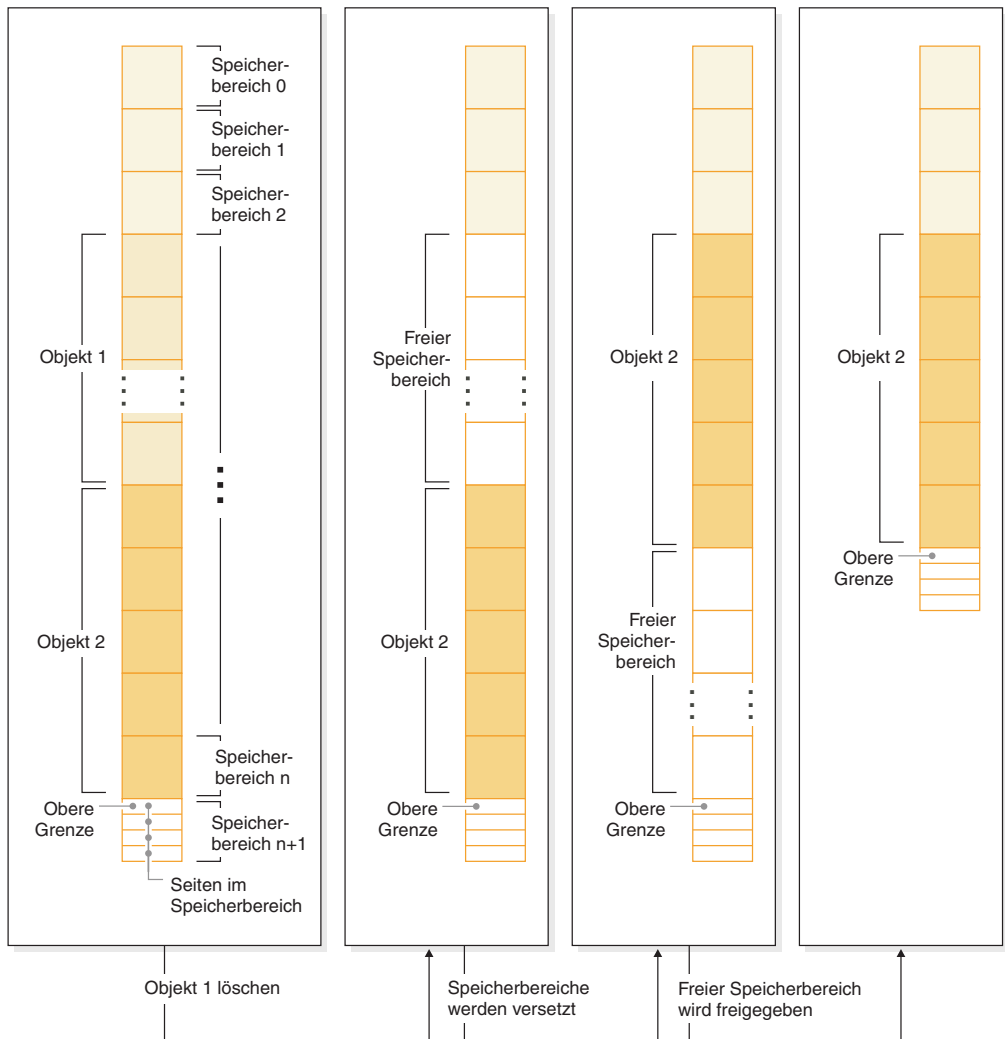 Speicher-
bereich 0
Speicher-
bereich 1
Speicher-
bereich 2
Objekt 1
Objekt 2
Speicher-
bereich n
Obere
Grenze
Speicher-
bereich n+1
Seiten im
Speicherbereich
Freier
Speicher-
bereich
Objekt 2
Obere
Grenze
Objekt 2
Freier
Speicher-
bereich
Obere
Grenze
Objekt 2
Obere
Grenze
Objekt 1 löschen
Speicherbereiche
werden versetzt
Freier Speicherbereich
wird freigegeben